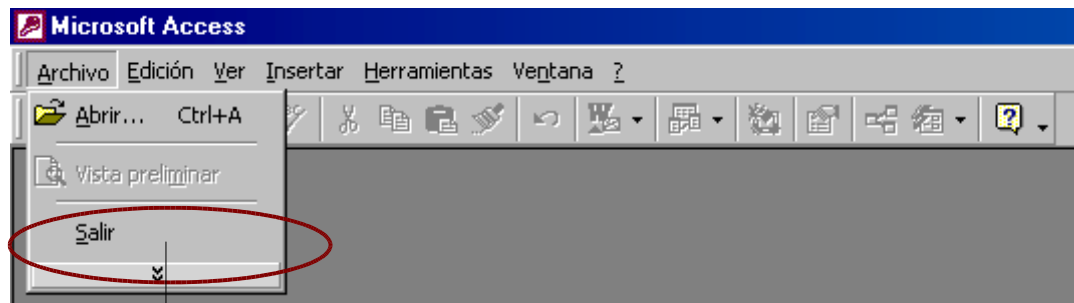 Microsoft Access
Archivo Edición Ver Insertar Herramientas Ventana ?
Abrir... Ctrl+A
Vista preliminar
Salir